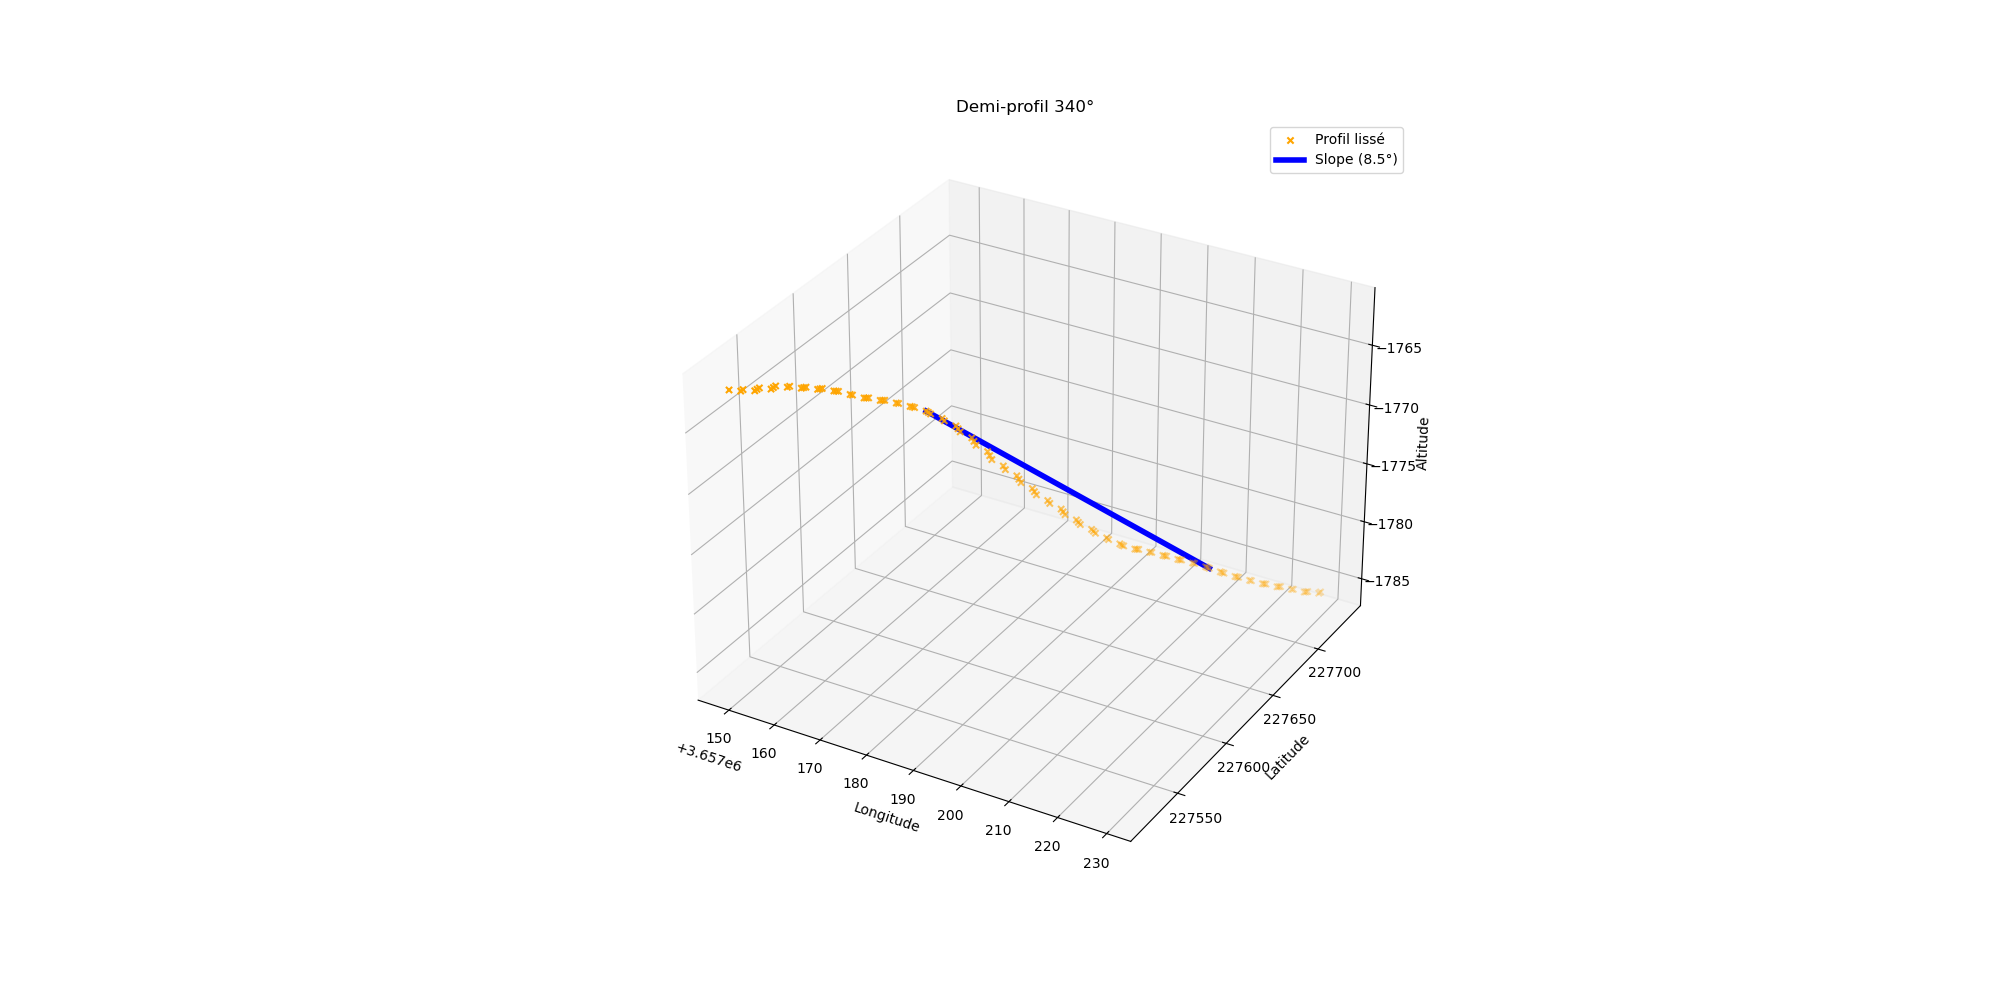 Demi-profil 340°
Profil lissé
Slope (8.5°)
−1765
−1770
−1775
−1780
−1785
Altitude
227700
227650
227600
227550
Latitude
150
160
170
180
190
200
210
220
230
+3.657e6
Longitude